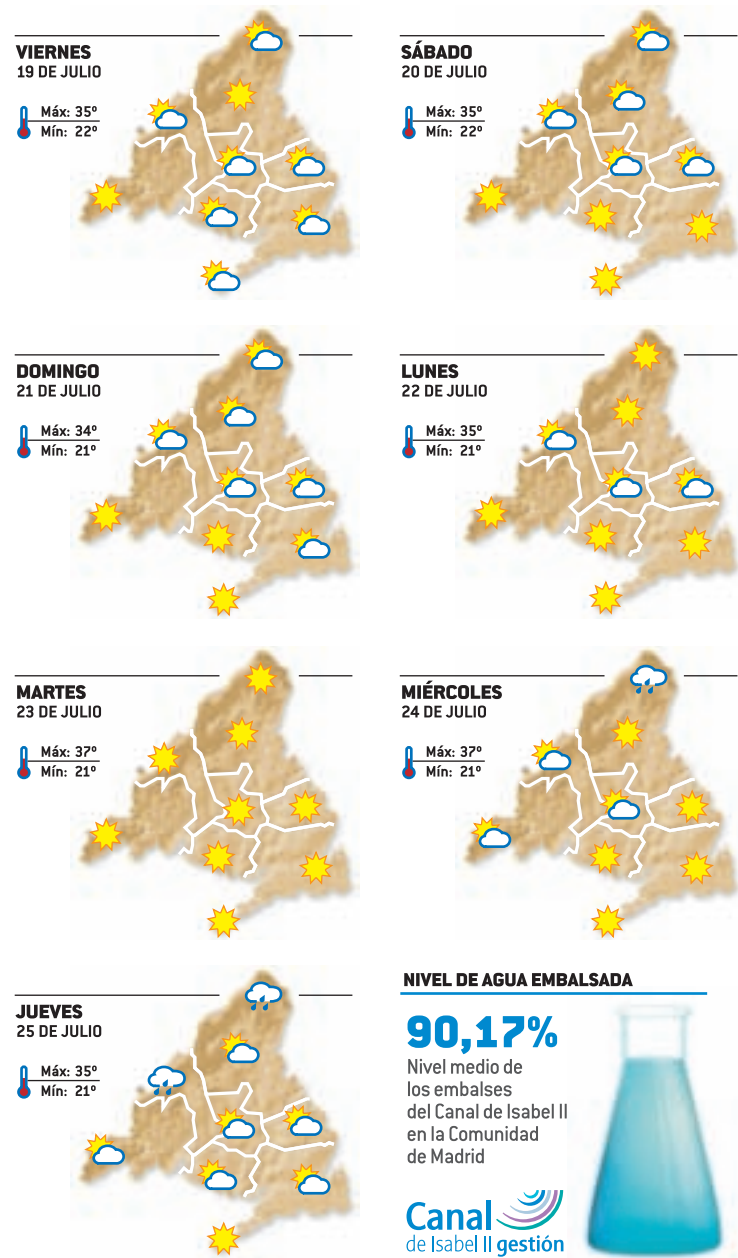 VIERNES
19 DE JULIO
Máx: 35º
Mín: 22º
SÁBADO
20 DE JULIO
Máx: 35º
Mín: 22º
DOMINGO
21 DE JULIO
Máx: 34º
Mín: 21º
LUNES
22 DE JULIO
Máx: 35º
Mín: 21º
MARTES
23 DE JULIO
Máx: 37º
Mín: 21º
MIÉRCOLES
24 DE JULIO
Máx: 37º
Mín: 21º
JUEVES
25 DE JULIO
Máx: 35º
Mín: 21º
NIVEL DE AGUA EMBALSADA
90,17%
Nivel medio de
los embalses
del Canal de Isabel II
en la Comunidad
de Madrid
Canal
de Isabel II gestión